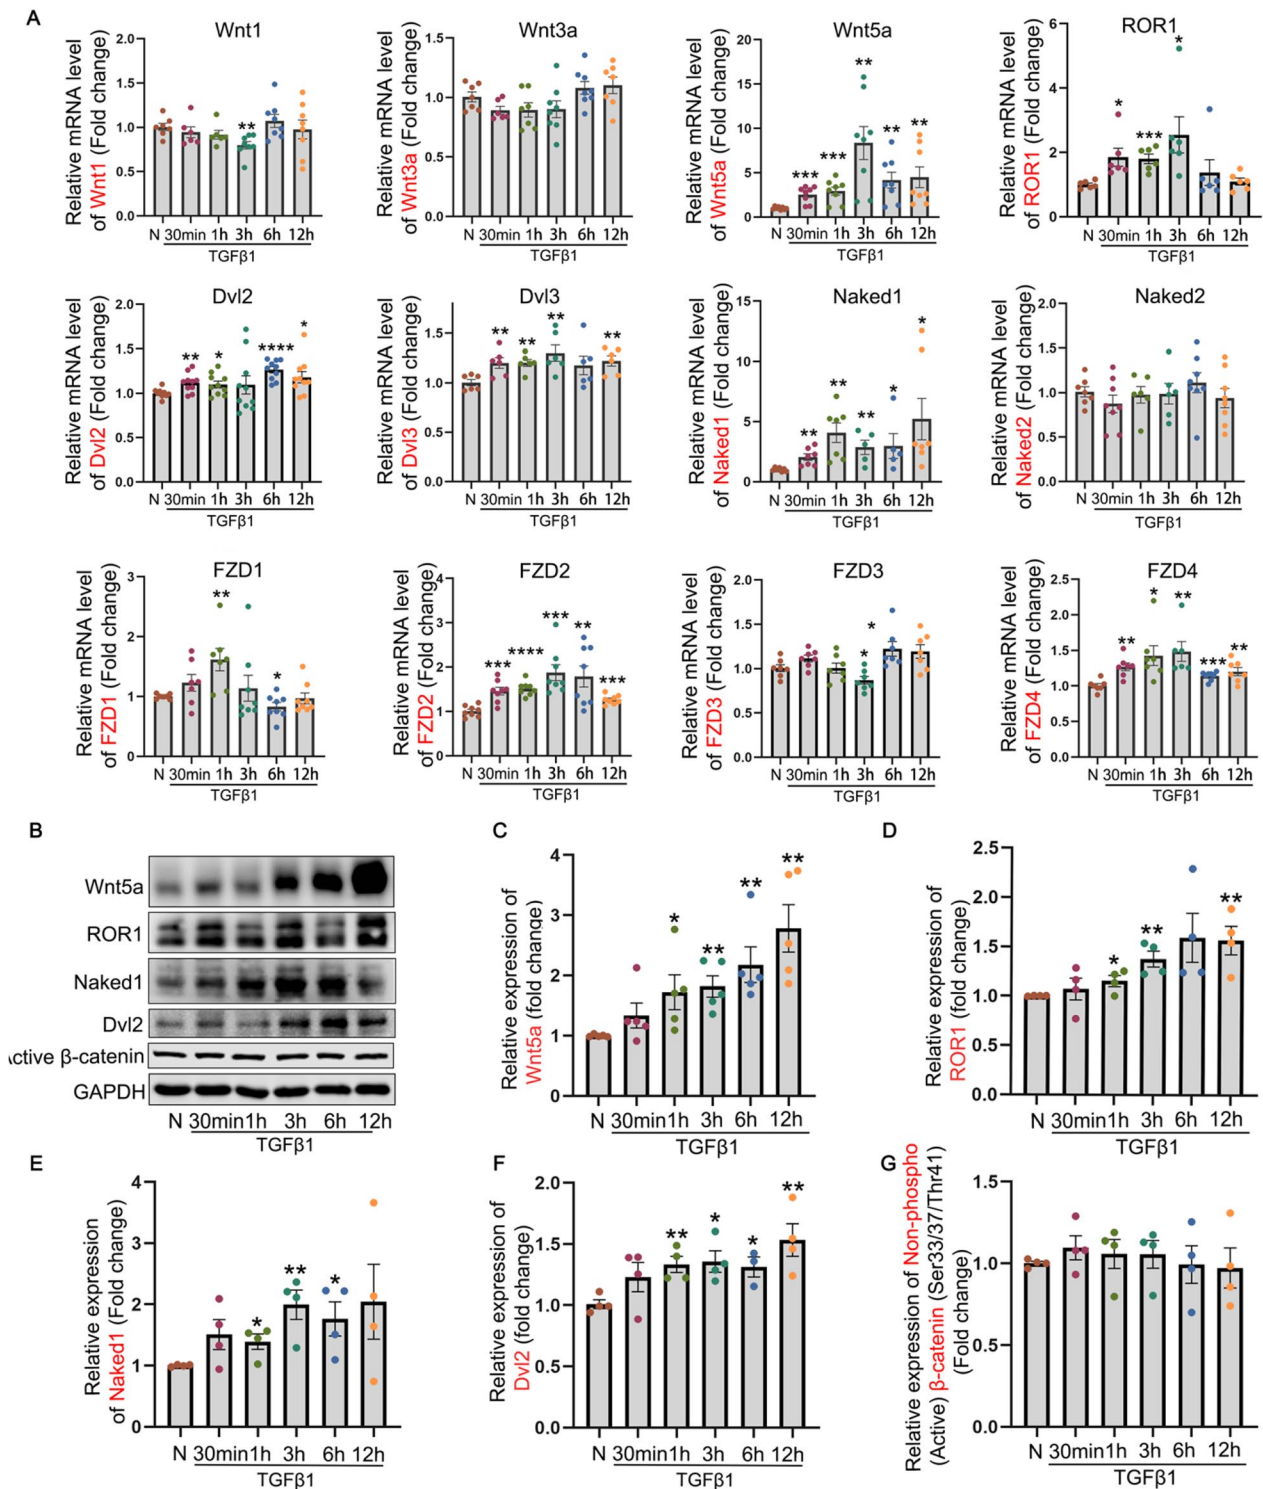 A
Wnt1
Relative mRNA level
of Wnt1 (Fold change)
2.0
1.5
1.0
0.5
0.0
**
N 30min 1h 3h 6h 12h
TGFβ1
Wnt3a
Relative mRNA level
of Wnt3a (Fold change)
1.5
1.0
0.5
0.0
N 30min 1h 3h 6h 12h
TGFβ1
Wnt5a
Relative mRNA level
of Wnt5a (Fold change)
20
15
10
5
0
*** *** ** ** **
N 30min 1h 3h 6h 12h
TGFβ1
ROR1
Relative mRNA level
of ROR1 (Fold change)
6
4
2
0
* *** *
N 30min 1h 3h 6h 12h
TGFβ1
Dvl2
Relative mRNA level
of Dvl2 (Fold change)
2.0
1.5
1.0
0.5
0.0
** * **** *
N 30min 1h 3h 6h 12h
TGFβ1
Dvl3
Relative mRNA level
of Dvl3 (Fold change)
1.5
1.0
0.5
0.0
** ** ** **
N 30min 1h 3h 6h 12h
TGFβ1
Naked1
Relative mRNA level
of Naked1 (Fold change)
15
10
5
0
** ** ** * *
N 30min 1h 3h 6h 12h
TGFβ1
Naked2
Relative mRNA level
of Naked2 (Fold change)
2.0
1.5
1.0
0.5
0.0
N 30min 1h 3h 6h 12h
TGFβ1
FZD1
Relative mRNA level
of FZD1 (Fold change)
3
2
1
0
** *
N 30min 1h 3h 6h 12h
TGFβ1
FZD2
Relative mRNA level
of FZD2 (Fold change)
4
3
2
1
0
*** **** *** ** ***
N 30min 1h 3h 6h 12h
TGFβ1
FZD3
Relative mRNA level
of FZD3 (Fold change)
2.0
1.5
1.0
0.5
0.0
* *
N 30min 1h 3h 6h 12h
TGFβ1
FZD4
Relative mRNA level
of FZD4 (Fold change)
2.5
2.0
1.5
1.0
0.5
0.0
** * ** *** **
N 30min 1h 3h 6h 12h
TGFβ1
B
Wnt5a
ROR1
Naked1
Dvl2
Active β-catenin
GAPDH
N 30min1h 3h 6h 12h
TGFβ1
C
Relative expression of
Wnt5a (fold change)
4
3
2
1
0
* ** ** **
N 30min 1h 3h 6h 12h
TGFβ1
D
Relative expression of
ROR1 (fold change)
2.5
2.0
1.5
1.0
0.5
0.0
* ** **
N 30min 1h 3h 6h 12h
TGFβ1
E
Relative expression
of Naked1 (Fold change)
4
3
2
1
0
* ** *
N 30min1h 3h 6h 12h
TGFβ1
F
Relative expression of
Dvl2 (fold change)
2.0
1.5
1.0
0.5
0.0
** * * **
N 30min1h 3h 6h 12h
TGFβ1
G
Relative expression of Non-phospho
(Active) β-catenin (Ser33/37/Thr41)
(Fold change)
1.5
1.0
0.5
0.0
N 30min1h 3h 6h 12h
TGFβ1